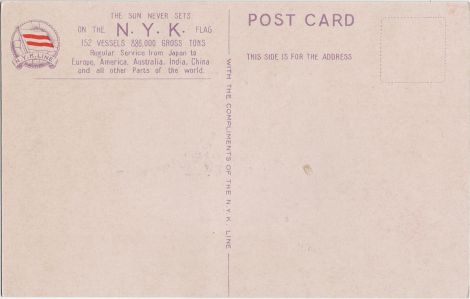 THE SUN NEVER SETS
ON THE N.Y.K. FLAG
152 VESSELS 886,000 GROSS TONS
Regular Service from Japan to
Europe, America, Australia, India, China
and all other Parts of the world.
N.Y.K. LINE
WITH THE COMPLIMENTS OF THE N.Y.K. LINE
POST CARD
THIS SIDE IS FOR THE ADDRESS